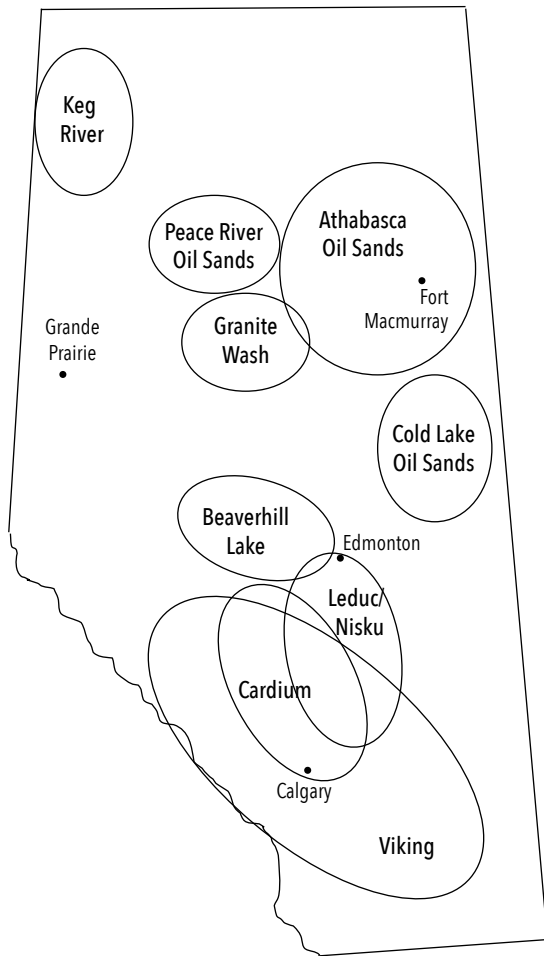 Keg
River
Peace River
Oil Sands
Athabasca
Oil Sands
Fort
Macmurray
Granite
Wash
Grande
Prairie
Cold Lake
Oil Sands
Beaverhill
Lake
Edmonton
Leduc/
Nisku
Cardium
Calgary
Viking